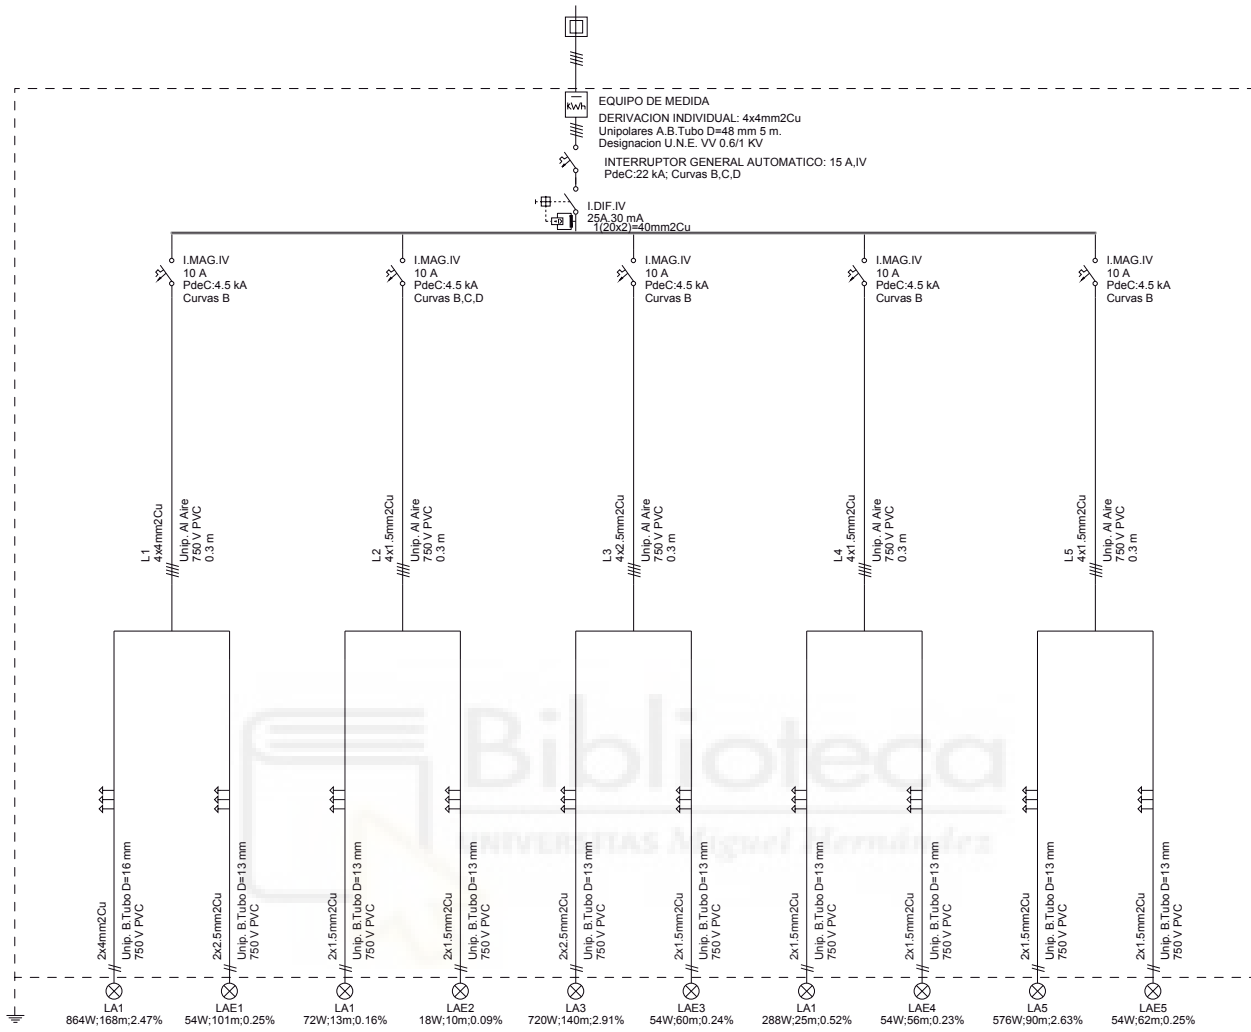 KWh
EQUIPO DE MEDIDA
DERIVACION INDIVIDUAL: 4x4mm2Cu
Unipolares A.B.Tubo D=48 mm 5 m.
Designacion U.N.E. VV 0.6/1 KV
INTERRUPTOR GENERAL AUTOMATICO: 15 A,IV
PdeC:22 kA; Curvas B,C,D
I.DIF.IV
25A.30 mA
1(20x2)=40mm2Cu
I.MAG.IV
10 A
PdeC:4.5 kA
Curvas B
I.MAG.IV
10 A
PdeC:4.5 kA
Curvas B,C,D
I.MAG.IV
10 A
PdeC:4.5 kA
Curvas B
I.MAG.IV
10 A
PdeC:4.5 kA
Curvas B
I.MAG.IV
10 A
PdeC:4.5 kA
Curvas B
L1
4x4mm2Cu
Unip. Al Aire
750 V PVC
0.3 m
L2
4x1.5mm2Cu
Unip. Al Aire
750 V PVC
0.3 m
L3
4x2.5mm2Cu
Unip. Al Aire
750 V PVC
0.3 m
L4
4x1.5mm2Cu
Unip. Al Aire
750 V PVC
0.3 m
L5
4x1.5mm2Cu
Unip. Al Aire
750 V PVC
0.3 m
Biblioteca
UNIVERSITAS Miguel Hernández
2x4mm2Cu
Unip. B.Tubo D=16 mm
750 V PVC
2x2.5mm2Cu
Unip. B.Tubo D=13 mm
750 V PVC
2x1.5mm2Cu
Unip. B.Tubo D=13 mm
750 V PVC
2x1.5mm2Cu
Unip. B.Tubo D=13 mm
750 V PVC
2x2.5mm2Cu
Unip. B.Tubo D=13 mm
750 V PVC
2x1.5mm2Cu
Unip. B.Tubo D=13 mm
750 V PVC
2x1.5mm2Cu
Unip. B.Tubo D=13 mm
750 V PVC
2x1.5mm2Cu
Unip. B.Tubo D=13 mm
750 V PVC
2x1.5mm2Cu
Unip. B.Tubo D=13 mm
750 V PVC
2x1.5mm2Cu
Unip. B.Tubo D=13 mm
750 V PVC
LA1
864W;168m;2.47%
LAE1
54W;101m;0.25%
LA1
72W;13m;0.16%
LAE2
18W;10m;0.09%
LA3
720W;140m;2.91%
LAE3
54W;60m;0.24%
LA1
288W;25m;0.52%
LAE4
54W;56m;0.23%
LA5
576W;90m;2.63%
LAE5
54W;62m;0.25%